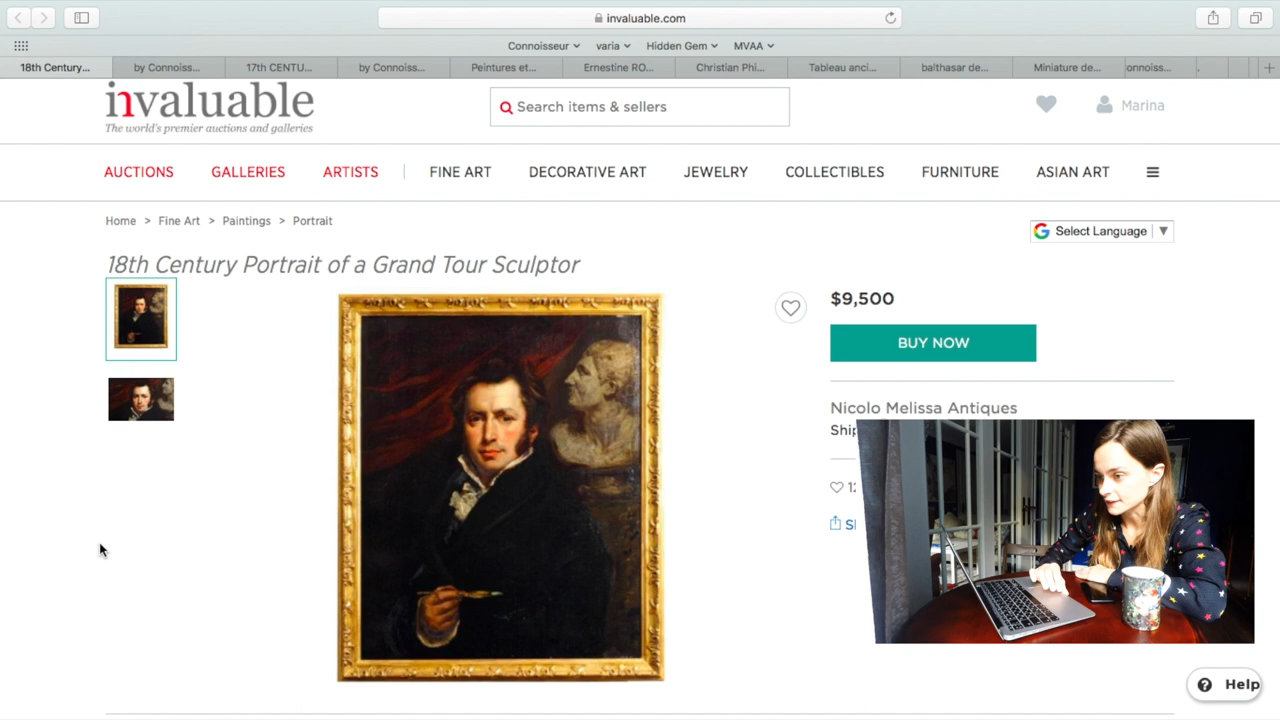 invaluable.com
Connoisseur varia Hidden Gem MVAA
18th Century... by Connoiss... 17th CENTU... by Connoiss... Peintures et... Ernestine RO... Christian Phi... Tableau anci... balthasar de... Miniature de... onnoiss... +
invaluable
The world's premier auctions and galleries
Search items & sellers
Marina
AUCTIONS GALLERIES ARTISTS FINE ART DECORATIVE ART JEWELRY COLLECTIBLES FURNITURE ASIAN ART
Home > Fine Art > Paintings > Portrait
Select Language
18th Century Portrait of a Grand Tour Sculptor
$9,500
BUY NOW
Nicolo Melissa Antiques
Ship
12
? Help